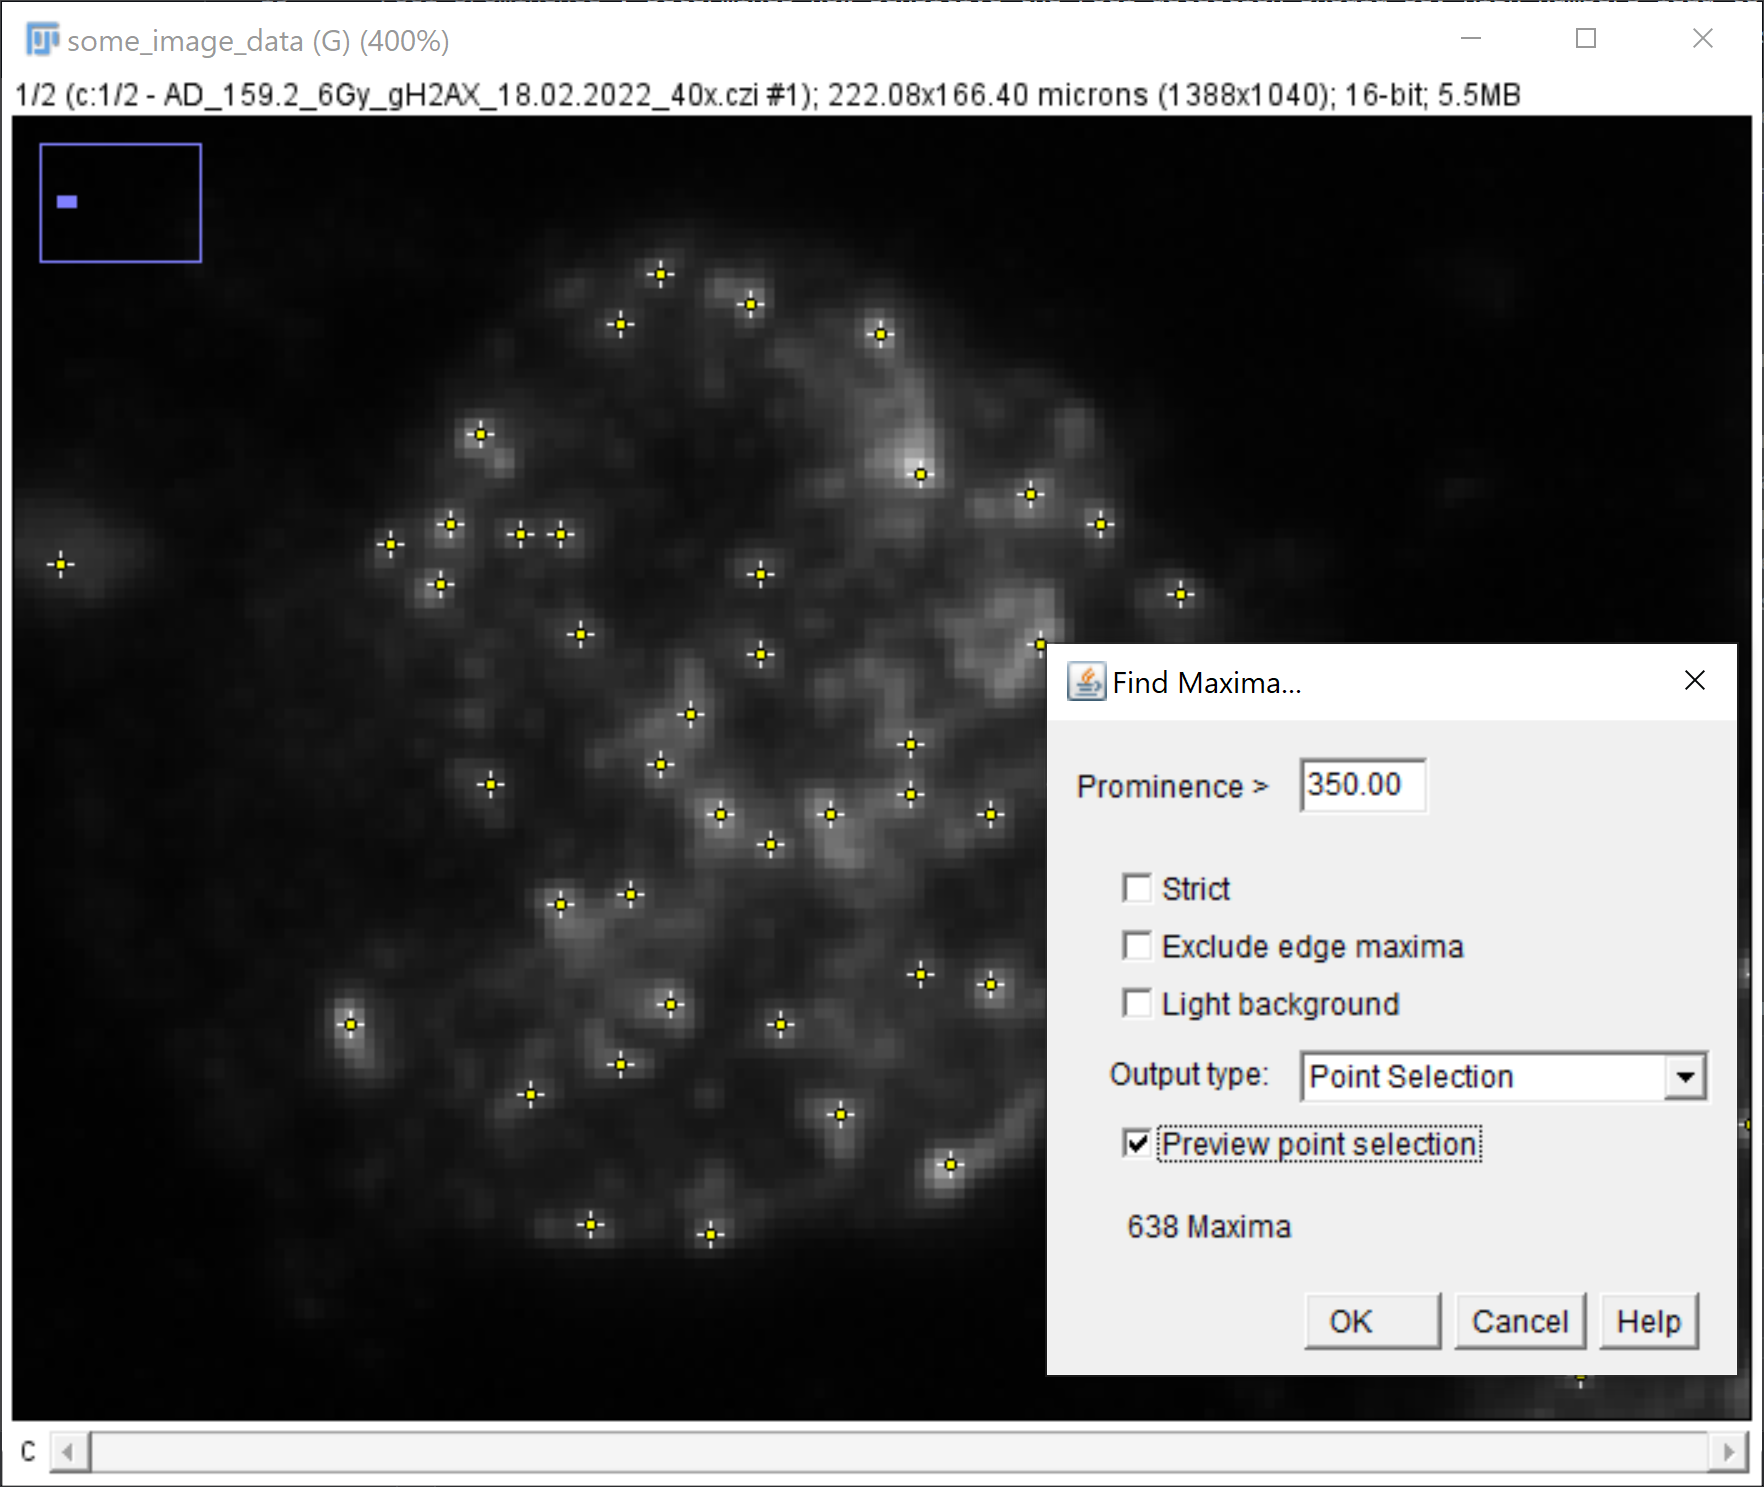 some_image_data (G) (400%)
1/2 (c:1/2 - AD_159.2_6Gy_gH2AX_18.02.2022_40x.czi #1); 222.08x166.40 microns (1388x1040); 16-bit; 5.5MB
Find Maxima...
Prominence > 350.00
Strict
Exclude edge maxima
Light background
Output type: Point Selection
Preview point selection
638 Maxima
OK Cancel Help
C